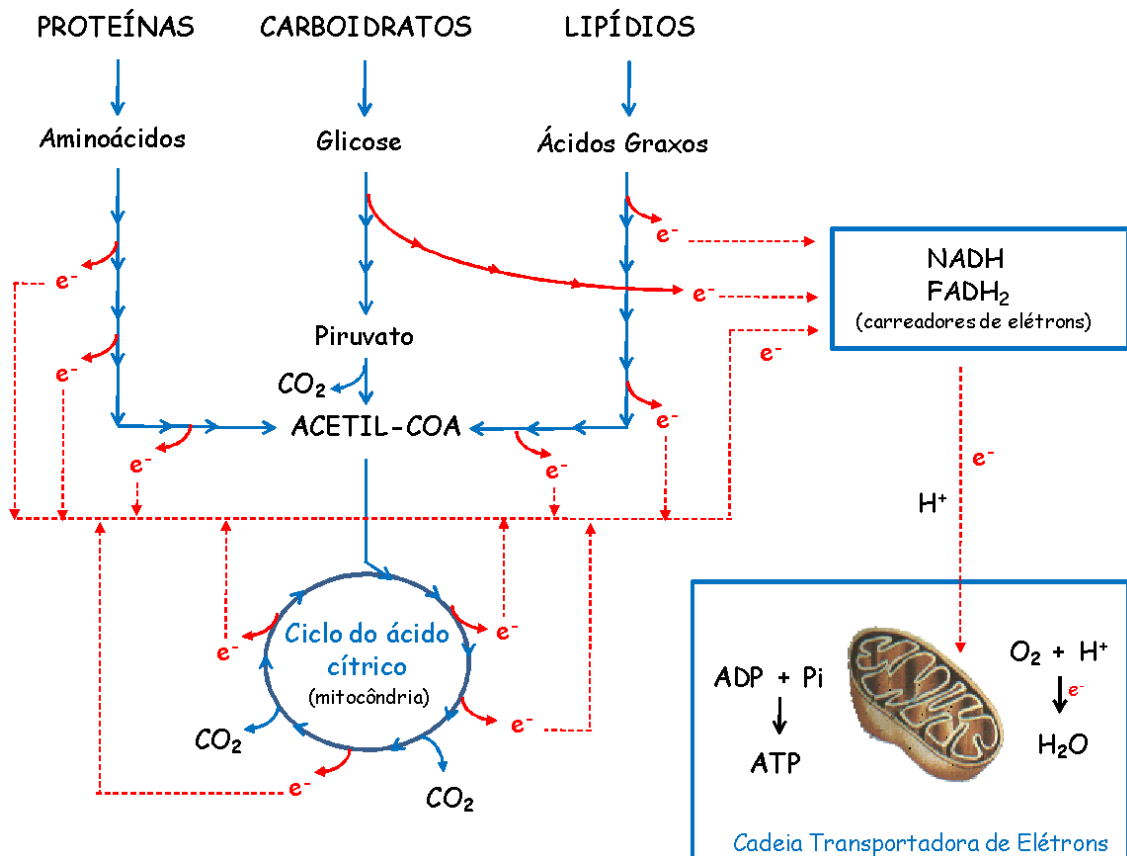 PROTEÍNAS
CARBOIDRATOS
LIPÍDIOS
Aminoácidos
Glicose
Ácidos Graxos
e-
e-
e-
NADH
FADH₂
(carreadores de elétrons)
e-
e-
Piruvato
CO₂
e-
ACETIL-COA
e-
e-
e-
H⁺
Ciclo do ácido
cítrico
(mitocôndria)
e-
e-
e-
e-
CO₂
CO₂
ADP + Pi
ATP
O₂ + H⁺
e-
H₂O
Cadeia Transportadora de Elétrons